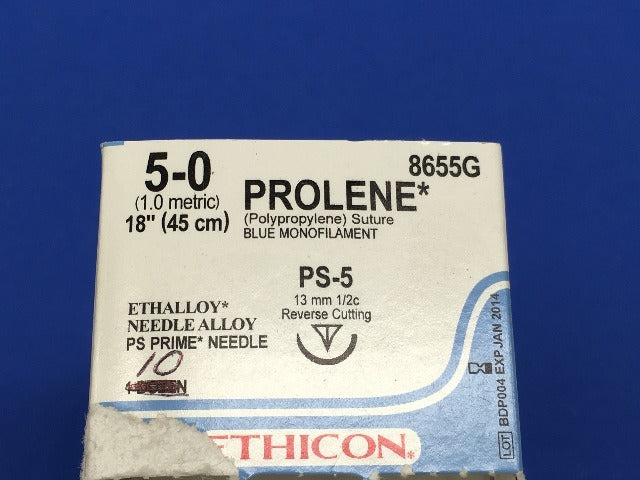 5-0
(1.0 metric)
18" (45 cm)
8655G
PROLENE*
(Polypropylene) Suture
BLUE MONOFILAMENT
PS-5
13 mm 1/2c
Reverse Cutting
ETHALLOY*
NEEDLE ALLOY
PS PRIME* NEEDLE
10
ETHICON
LOT BDP004 EXP JAN 2014